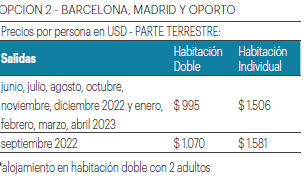 OPCIÓN 2 - BARCELONA, MADRID Y OPORTO
Precios por persona en USD - PARTE TERRESTRE:
Salidas Habitación Doble Habitación Individual
junio, julio, agosto, octubre,
noviembre, diciembre 2022 y enero, $ 995 $ 1.506
febrero, marzo, abril 2023
septiembre 2022 $ 1.070 $ 1.581
*alojamiento en habitación doble con 2 adultos